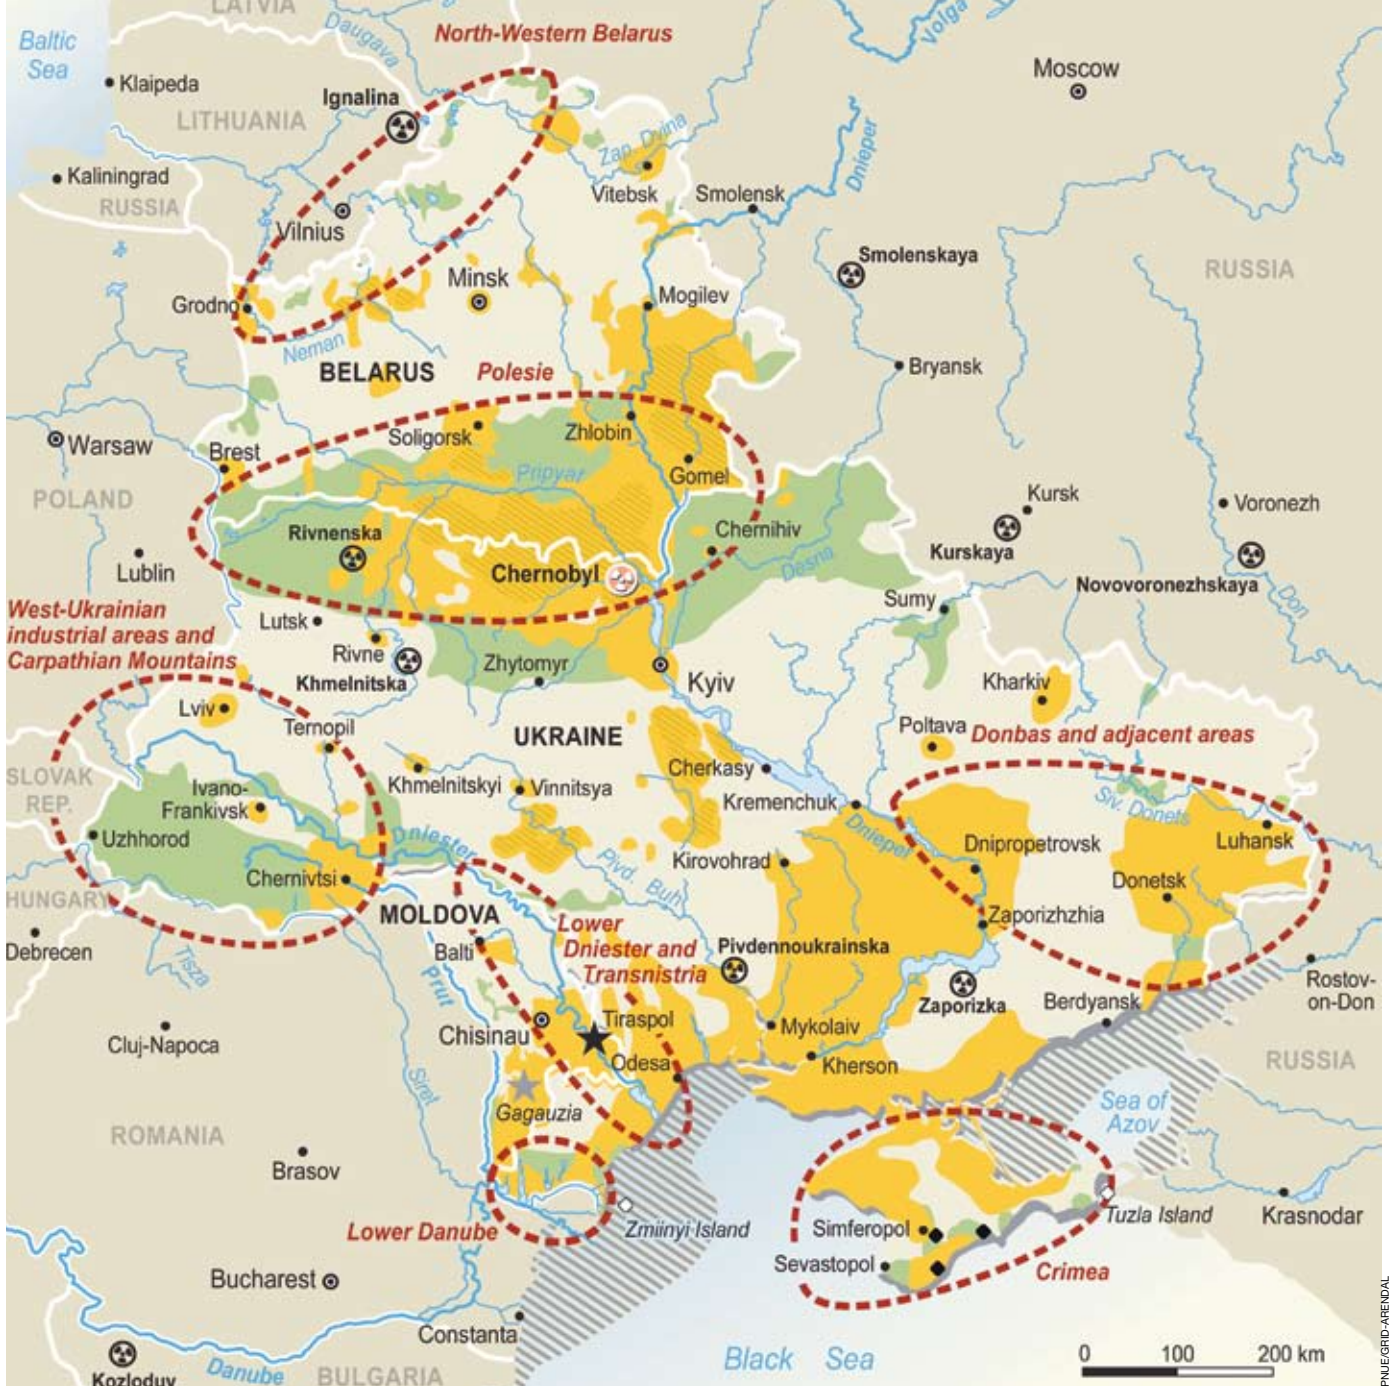 LATVIA
Volga
Daugava
North-Western Belarus
Baltic
Sea
Moscow
Klaipeda
Ignalina
LITHUANIA
Zap. Dvina
Dnieper
Kaliningrad
RUSSIA
Vitebsk
Smolensk
Vilnius
Smolenskaya
RUSSIA
Minsk
Mogilev
Grodno
Neman
BELARUS
Polesie
Bryansk
Warsaw
Soligorsk
Zhlobin
Brest
Pripyar
Gomel
POLAND
Kursk
Voronezh
Rivnenska
Chernihiv
Kurskaya
Lublin
Chernobyl
Desna
Novovoronezhskaya
Don
West-Ukrainian
industrial areas and
Carpathian Mountains
Lutsk
Sumy
Rivne
Khmelnitska
Zhytomyr
Kyiv
Kharkiv
Lviv
Ternopil
UKRAINE
Poltava
Donbas and adjacent areas
SLOVAK
REP.
Ivano-
Frankivsk
Khmelnitskyi
Vinnitsya
Cherkasy
Kremenchuk
Siv. Donets
Uzhhorod
Dniester
Dniepel
Dnipropetrovsk
Luhansk
Chernivtsi
Pivd. Buh
Kirovohrad
Donetsk
HUNGARY
MOLDOVA
Lower
Dniester and
Transnistria
Zaporizhzhia
Debrecen
Balti
Pivdennoukrainska
Tisza
Prut
Zaporizka
Berdyansk
Rostov-
on-Don
Cluj-Napoca
Chisinau
Tiraspol
Mykolaiv
Odesa
Kherson
RUSSIA
Siret
Gagauzia
Sea of
Azov
ROMANIA
Brasov
Lower Danube
Zmiinyi Island
Simferopol
Tuzla Island
Krasnodar
Sevastopol
Crimea
Bucharest
Constanta
Black Sea
0 100 200 km
Kozloduy
Danube
BULGARIA
PNUE/GRID-ARENDAL